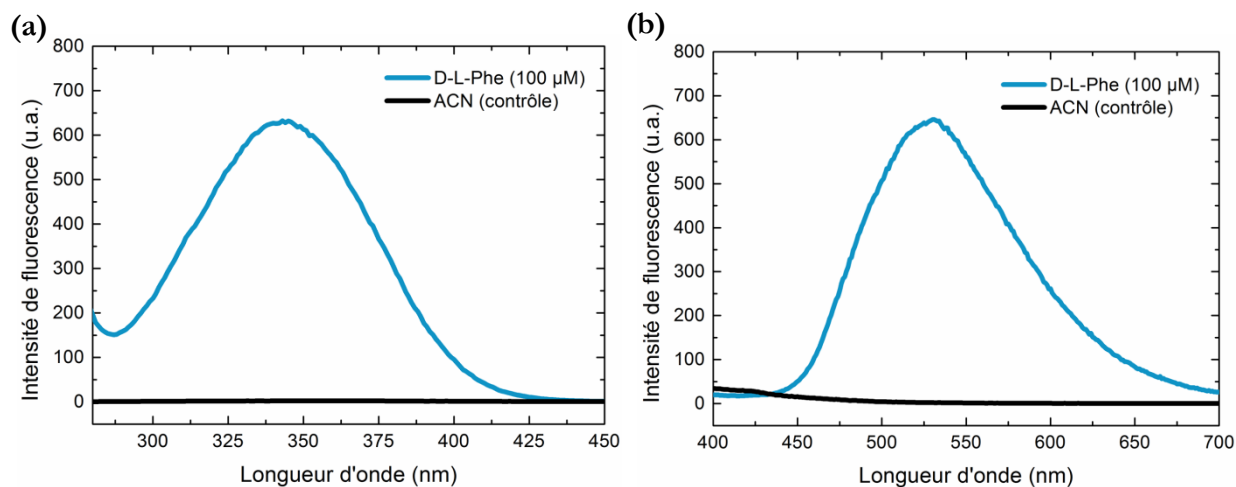 (a)
800
700
600
500
400
300
200
100
0
Intensité de fluorescence (u.a.)
D-L-Phe (100 µM)
ACN (contrôle)
300 325 350 375 400 425 450
Longueur d'onde (nm)
(b)
800
700
600
500
400
300
200
100
0
Intensité de fluorescence (u.a.)
D-L-Phe (100 µM)
ACN (contrôle)
400 450 500 550 600 650 700
Longueur d'onde (nm)